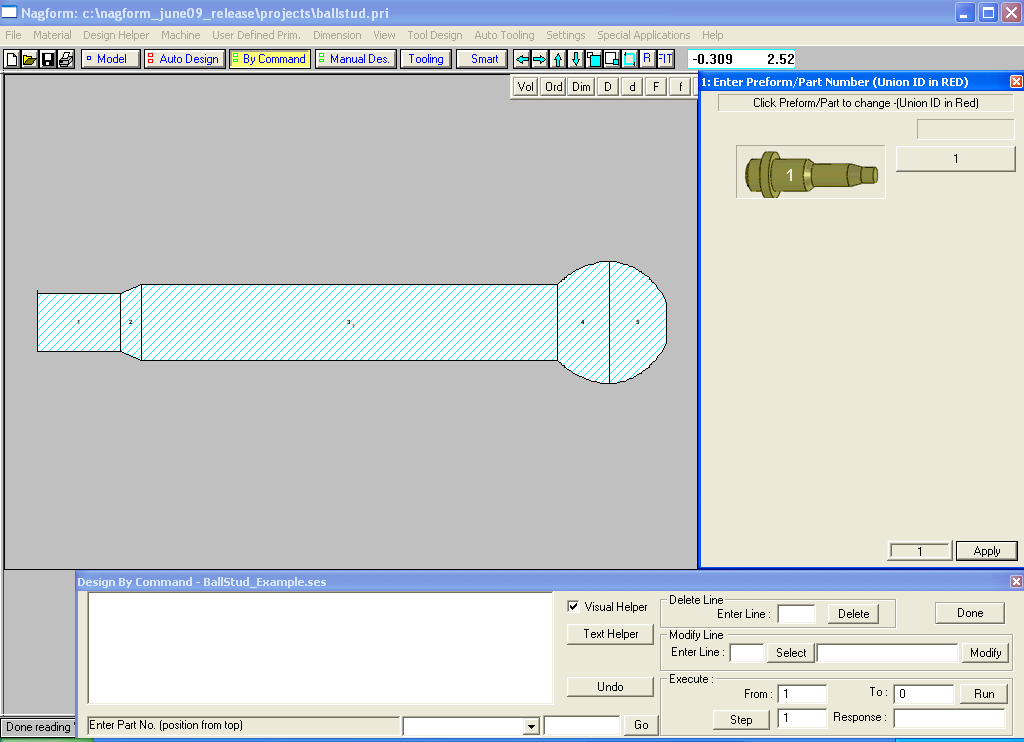 Nagform: c:\nagform_june09_release\projects\ballstud.pri
File Material Design Helper Machine User Defined Prim. Dimension View Tool Design Auto Tooling Settings Special Applications Help
Model Auto Design By Command Manual Des. Tooling Smart R FIT -0.309 2.52
Vol Ord Dim D d F f
1: Enter Preform/Part Number (Union ID in RED)
Click Preform/Part to change -(Union ID in Red)
1
1
1 2 3 1 4 5
1 Apply
Design By Command - BallStud_Example.ses
Visual Helper
Text Helper
Undo
Delete Line
Enter Line : Delete
Done
Modify Line
Enter Line : Select Modify
Execute :
From : 1 To : 0 Run
Step 1 Response :
Done reading
Enter Part No. (position from top) Go